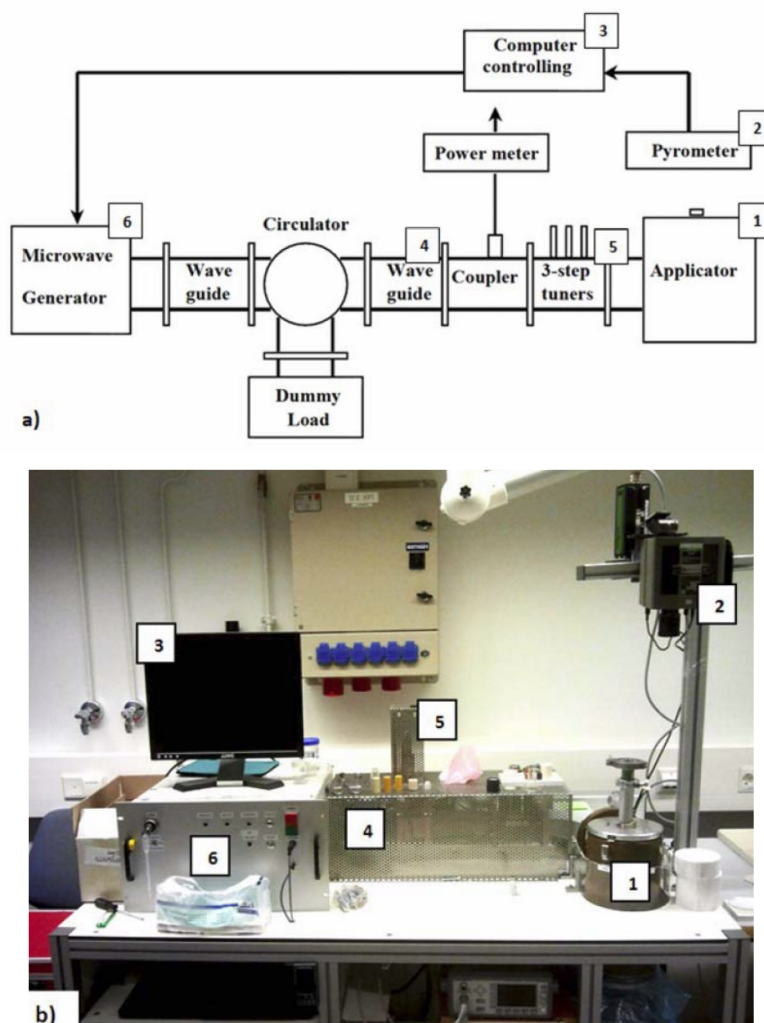 Computer
controlling
3
Power meter
Pyrometer
2
Microwave
Generator
6
Wave
guide
Circulator
Wave
guide
4
Coupler
3-step
tuners
5
Applicator
1
Dummy
Load
a)
3
2
5
4
6
1
b)